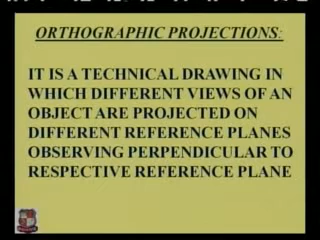 ORTHOGRAPHIC PROJECTIONS:
IT IS A TECHNICAL DRAWING IN
WHICH DIFFERENT VIEWS OF AN
OBJECT ARE PROJECTED ON
DIFFERENT REFERENCE PLANES
OBSERVING PERPENDICULAR TO
RESPECTIVE REFERENCE PLANE